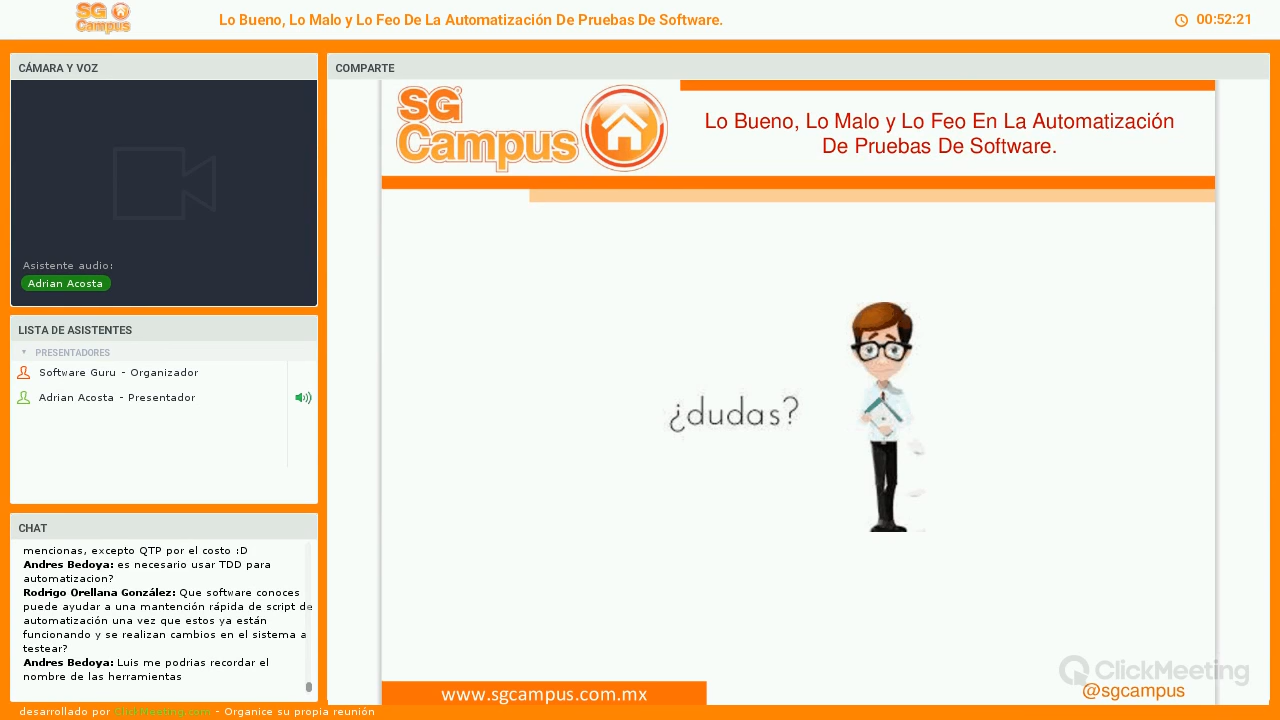 SG
Campus
Lo Bueno, Lo Malo y Lo Feo De La Automatización De Pruebas De Software.
00:52:21
CÁMARA Y VOZ
Asistente audio:
Adrian Acosta
LISTA DE ASISTENTES
PRESENTADORES
Software Guru - Organizador
Adrian Acosta - Presentador
CHAT
mencionas, excepto QTP por el costo :D
Andres Bedoya: es necesario usar TDD para
automatizacion?
Rodrigo Orellana González: Que software conoces
puede ayudar a una mantención rápida de script de
automatización una vez que estos ya están
funcionando y se realizan cambios en el sistema a
testear?
Andres Bedoya: Luis me podrias recordar el
nombre de las herramientas
desarrollado por ClickMeeting.com - Organice su propia reunión
COMPARTE
SG
Campus
Lo Bueno, Lo Malo y Lo Feo En La Automatización
De Pruebas De Software.
¿dudas?
www.sgcampus.com.mx
ClickMeeting
@sgcampus